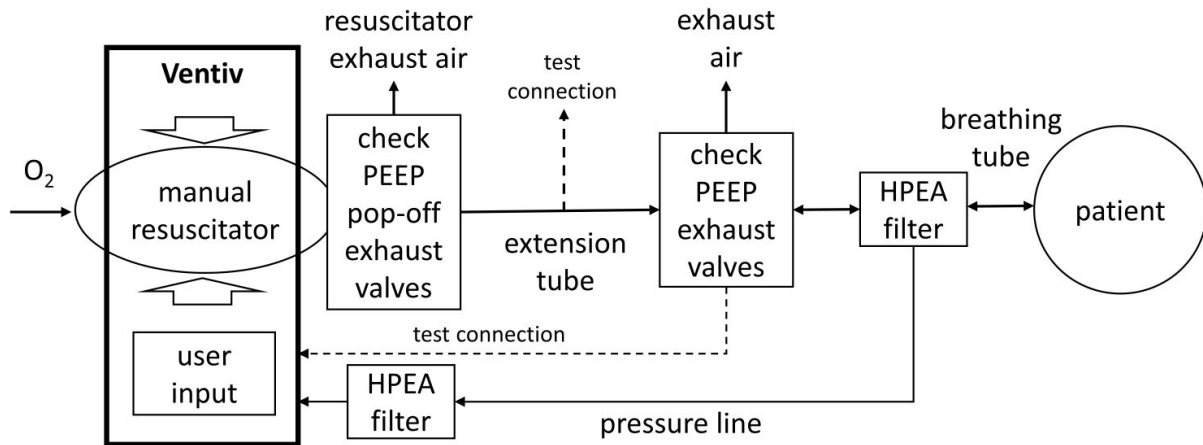 Ventiv
O₂
manual
resuscitator
user
input
resuscitator
exhaust air
check
PEEP
pop-off
exhaust
valves
test
connection
extension
tube
exhaust
air
check
PEEP
exhaust
valves
HPEA
filter
breathing
tube
patient
test connection
HPEA
filter
pressure line